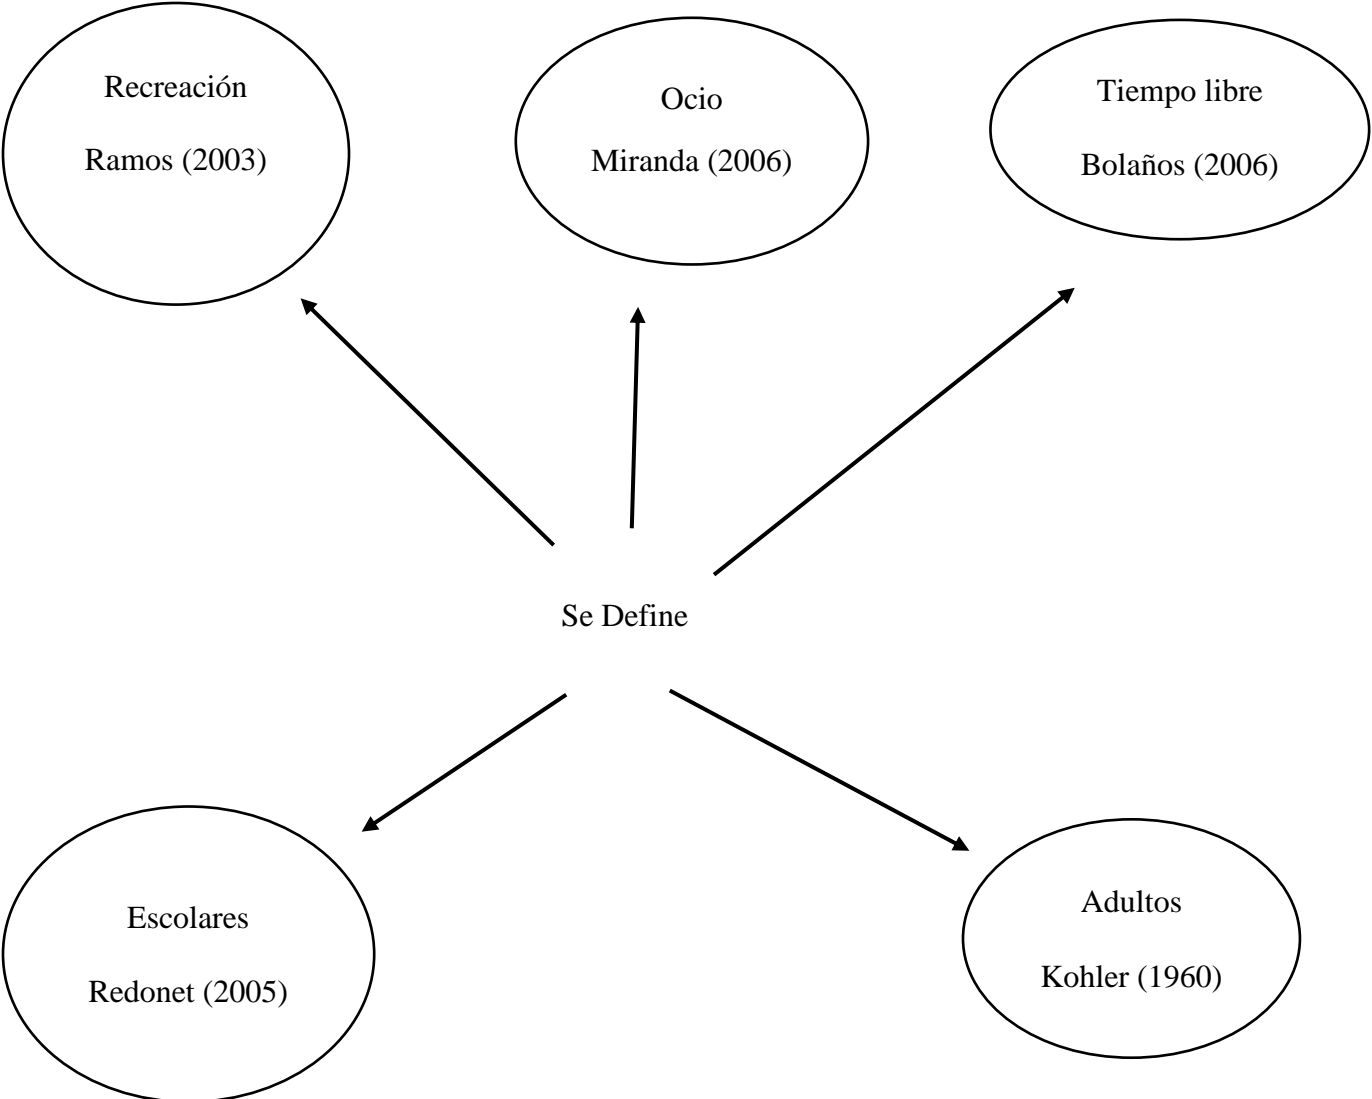 Recreación
Ramos (2003)
Ocio
Miranda (2006)
Tiempo libre
Bolaños (2006)
Se Define
Escolares
Redonet (2005)
Adultos
Kohler (1960)